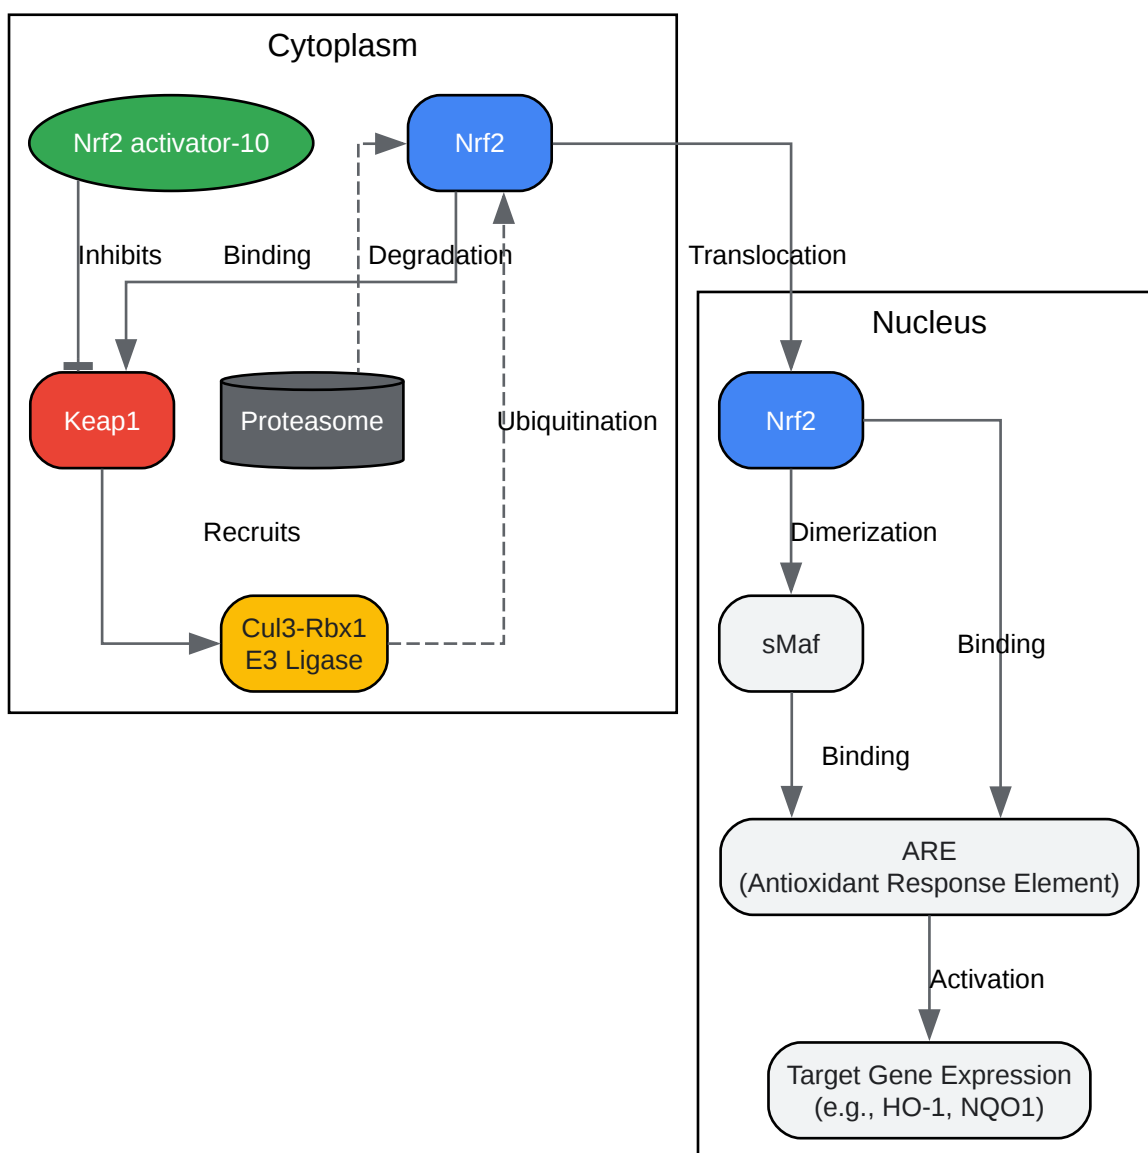 Cytoplasm
Nrf2 activator-10
Nrf2
Inhibits
Binding
Degradation
Translocation
Nucleus
Keap1
Proteasome
Ubiquitination
Nrf2
Recruits
Dimerization
Cul3-Rbx1
E3 Ligase
sMaf
Binding
Binding
ARE
(Antioxidant Response Element)
Activation
Target Gene Expression
(e.g., HO-1, NQO1)